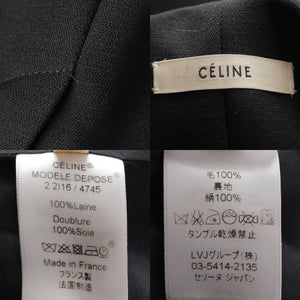 CÉLINE
CÉLINE®
MODELE DEPOSE
2 2I16 / 4745
100%Laine
Doublure
100%Soie
Made in France
フランス製
法国制造
毛100%
裏地
絹100%
タンブル乾燥禁止
LVJグループ(株)
03-5414-2135
セリーヌ ジャパン